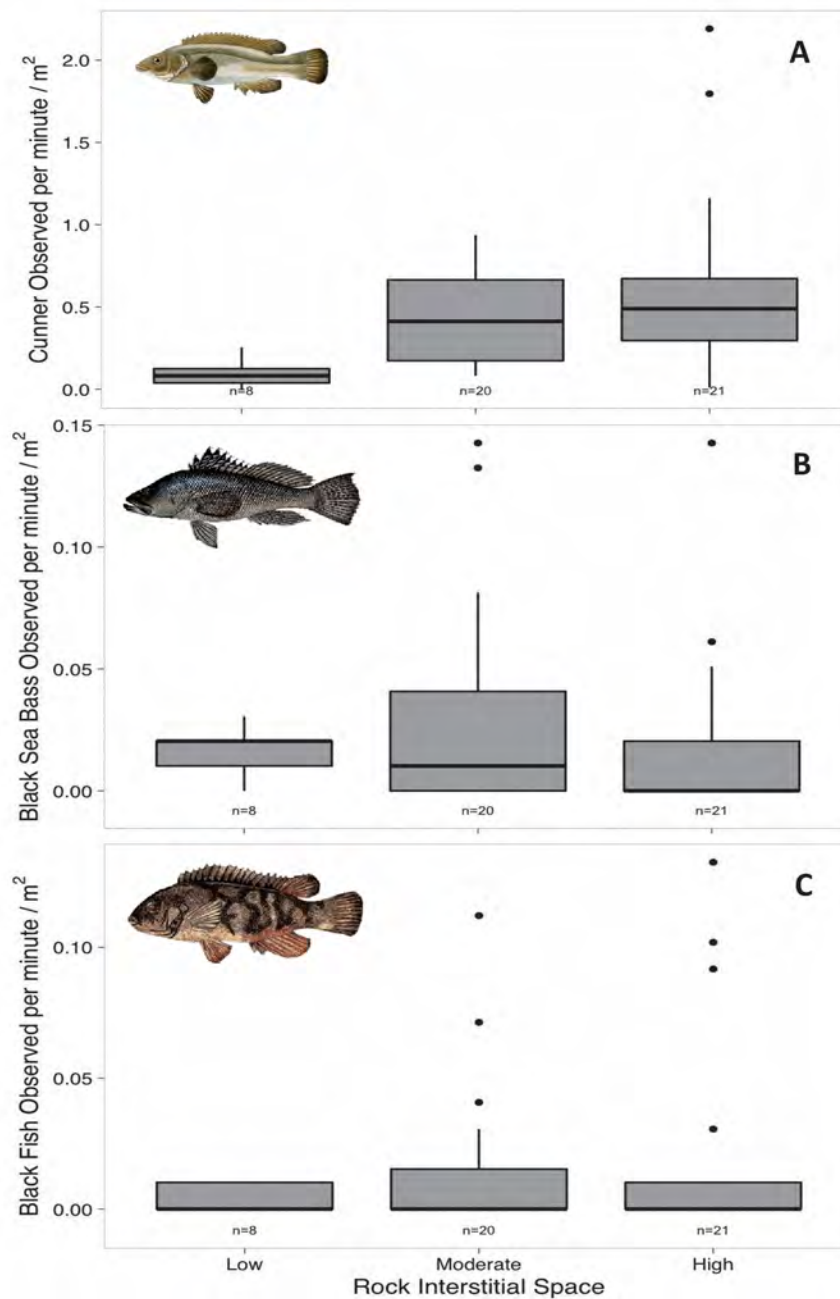 A
Cunner Observed per minute / m²
2.0
1.5
1.0
0.5
0.0
n=8
n=20
n=21
B
Black Sea Bass Observed per minute / m²
0.15
0.10
0.05
0.00
n=8
n=20
n=21
C
Black Fish Observed per minute / m²
0.10
0.05
0.00
n=8
n=20
n=21
Low Moderate High
Rock Interstitial Space